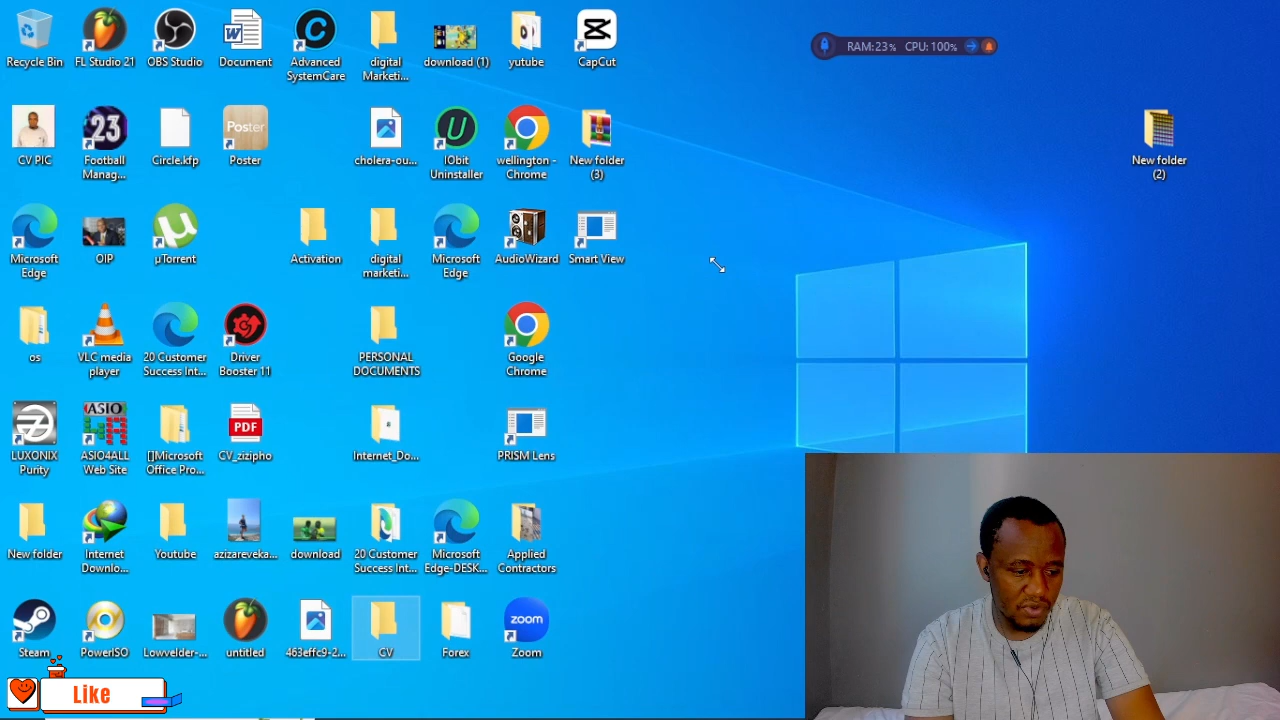 RAM:23% CPU:100%
Recycle Bin
FL Studio 21
OBS Studio
Document
Advanced
SystemCare
digital
Marketi...
download (1)
yutube
CapCut
CV PIC
23
Football
Manag...
Circle.kfp
Poster
Poster
cholera-ou...
IObit
Uninstaller
wellington -
Chrome
New folder
(3)
New folder
(2)
Microsoft
Edge
OIP
µTorrent
Activation
digital
marketi...
Microsoft
Edge
AudioWizard
Smart View
os
VLC media
player
20 Customer
Success Int...
Driver
Booster 11
PERSONAL
DOCUMENTS
Google
Chrome
LUXONIX
Purity
ASIO
ASIO4ALL
Web Site
[]Microsoft
Office Pro...
PDF
CV_zizipho
Internet_Do...
PRISM Lens
New folder
Internet
Downlo...
Youtube
azizareveka...
download
20 Customer
Success Int...
Microsoft
Edge-DESK...
Applied
Contractors
Steam
PowerISO
Lowvelder-...
untitled
463effc9-2...
CV
Forex
zoom
Zoom
Like